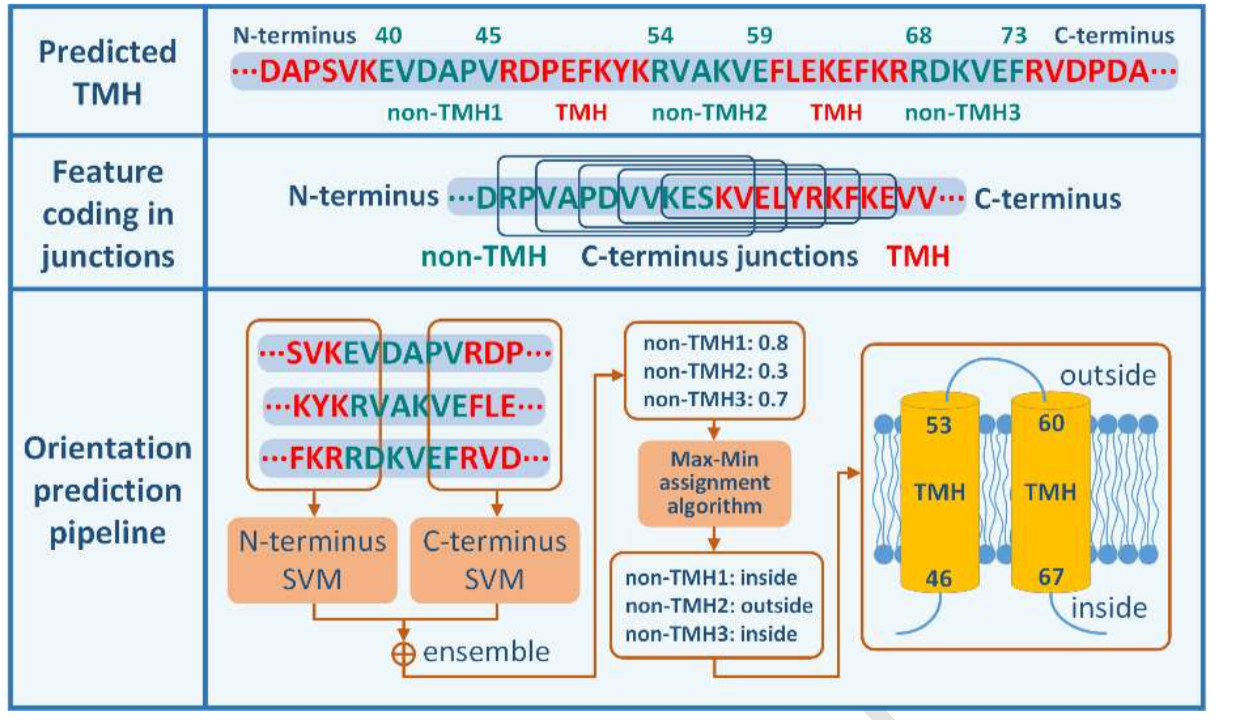 Predicted
TMH
N-terminus 40 45 54 59 68 73 C-terminus
···DAPSVKEVDAPVRDPEFKYKRVAKVEFLEKEFKRRDKVEFRVDPDA···
non-TMH1 TMH non-TMH2 TMH non-TMH3
Feature
coding in
junctions
N-terminus ···DRPVAPDVVKESKVELYRKFKEVV··· C-terminus
non-TMH C-terminus junctions TMH
Orientation
prediction
pipeline
···SVKEVDAPVRDP···
···KYKRVAKVEFLE···
···FKRRDKVEFRVD···
N-terminus
SVM
C-terminus
SVM
ensemble
non-TMH1: 0.8
non-TMH2: 0.3
non-TMH3: 0.7
Max-Min
assignment
algorithm
non-TMH1: inside
non-TMH2: outside
non-TMH3: inside
outside
53 60
TMH TMH
46 67
inside